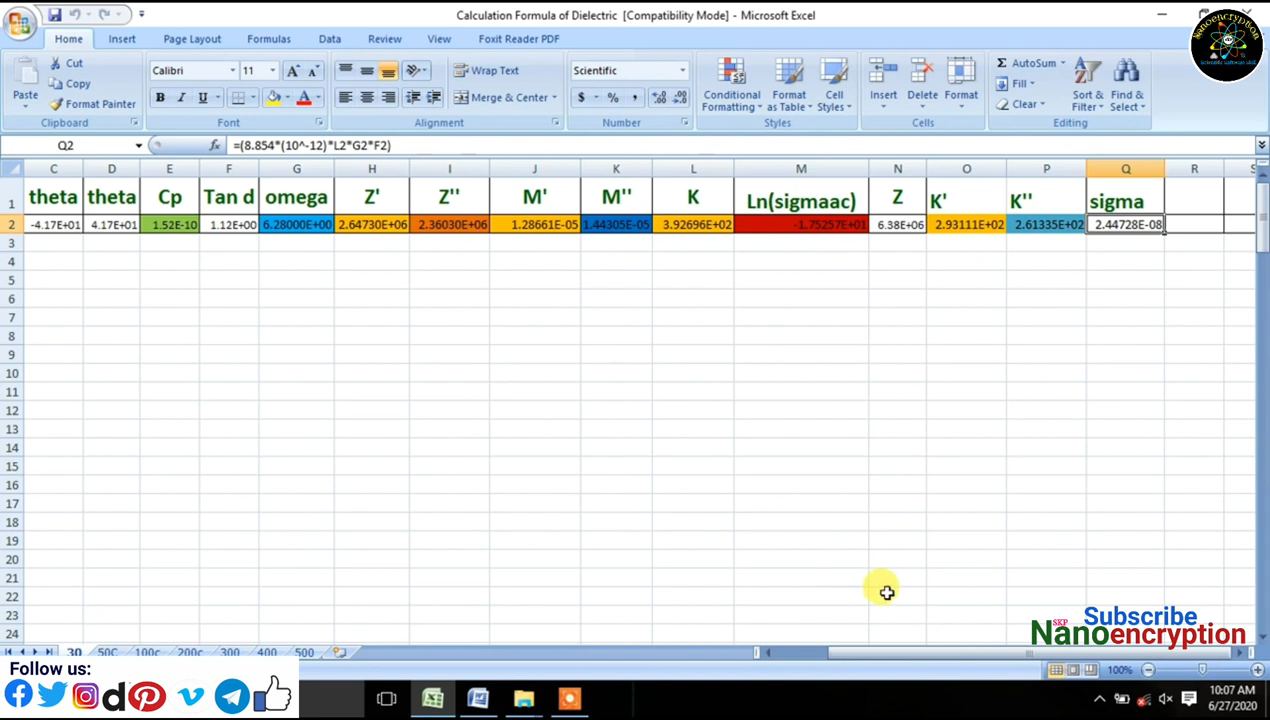 Calculation Formula of Dielectric [Compatibility Mode] - Microsoft Excel
Nanoencryption
Home Insert Page Layout Formulas Data Review View Foxit Reader PDF
Paste Cut Copy Format Painter
Calibri 11 A A
B I U A
Wrap Text
Merge & Center
Scientific
$ % ,
Conditional Formatting Format as Table Cell Styles
Insert Delete Format
Σ AutoSum Fill Clear
Sort & Filter Find & Select
Clipboard Font Alignment Number Styles Cells Editing
Q2 fx =(8.854*(10^-12)*L2*G2*F2)
C D E F G H I J K L M N O P Q R S
1 theta theta Cp Tan d omega Z' Z'' M' M'' K Ln(sigmaac) Z K' K'' sigma
2 -4.17E+01 4.17E+01 1.52E-10 1.12E+00 6.28000E+00 2.64730E+06 2.36030E+06 1.28661E-05 1.44305E-05 3.92696E+02 -1.75257E+01 6.38E+06 2.93111E+02 2.61335E+02 2.44728E-08
3
4
5
6
7
8
9
10
11
12
13
14
15
16
17
18
19
20
21
22
23
24
Subscribe
SKP
Nanoencryption
30 50C 100c 200c 300 400 500
100%
Follow us:
10:07 AM
6/27/2020